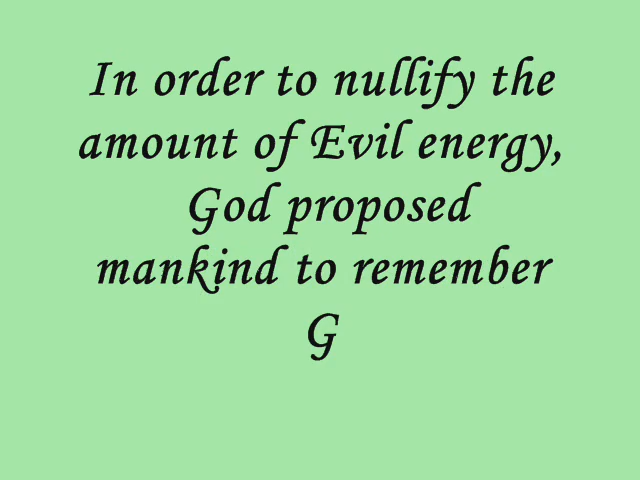 In order to nullify the
amount of Evil energy,
God proposed
mankind to remember
G